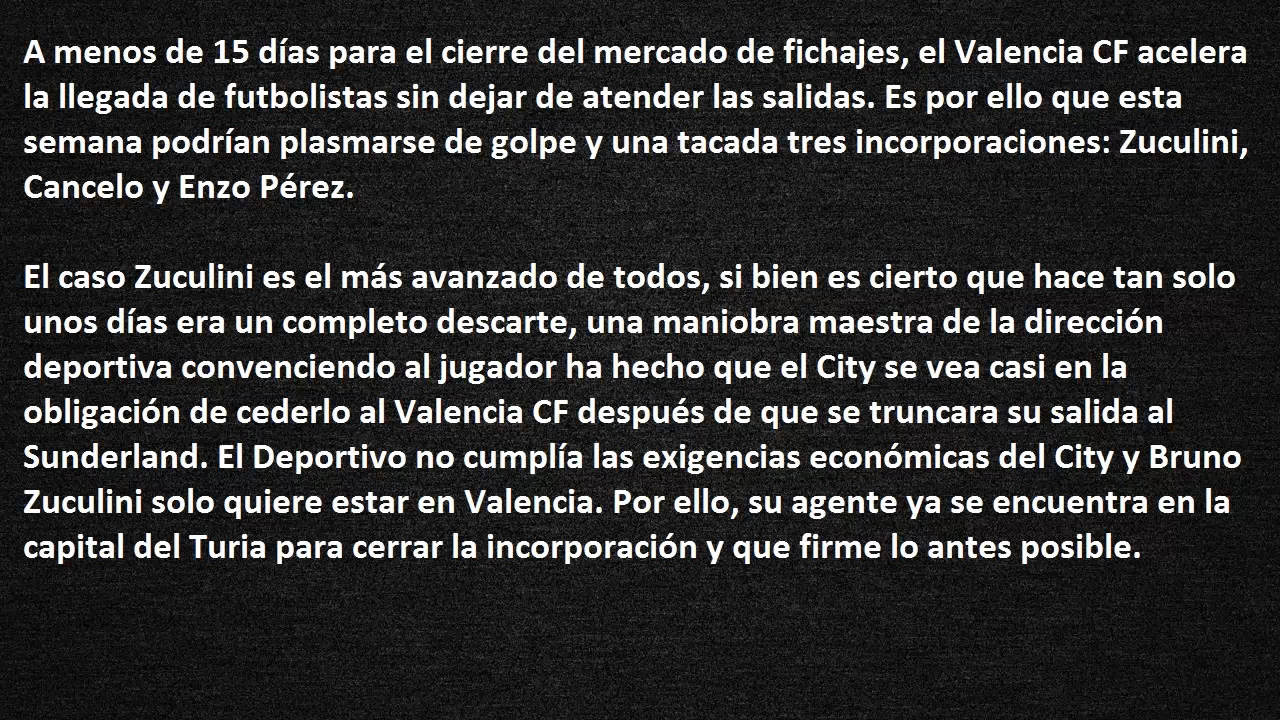 A menos de 15 días para el cierre del mercado de fichajes, el Valencia CF acelera
la llegada de futbolistas sin dejar de atender las salidas. Es por ello que esta
semana podrían plasmarse de golpe y una tacada tres incorporaciones: Zuculini,
Cancelo y Enzo Pérez.
El caso Zuculini es el más avanzado de todos, si bien es cierto que hace tan solo
unos días era un completo descarte, una maniobra maestra de la dirección
deportiva convenciendo al jugador ha hecho que el City se vea casi en la
obligación de cederlo al Valencia CF después de que se truncara su salida al
Sunderland. El Deportivo no cumplía las exigencias económicas del City y Bruno
Zuculini solo quiere estar en Valencia. Por ello, su agente ya se encuentra en la
capital del Turia para cerrar la incorporación y que firme lo antes posible.